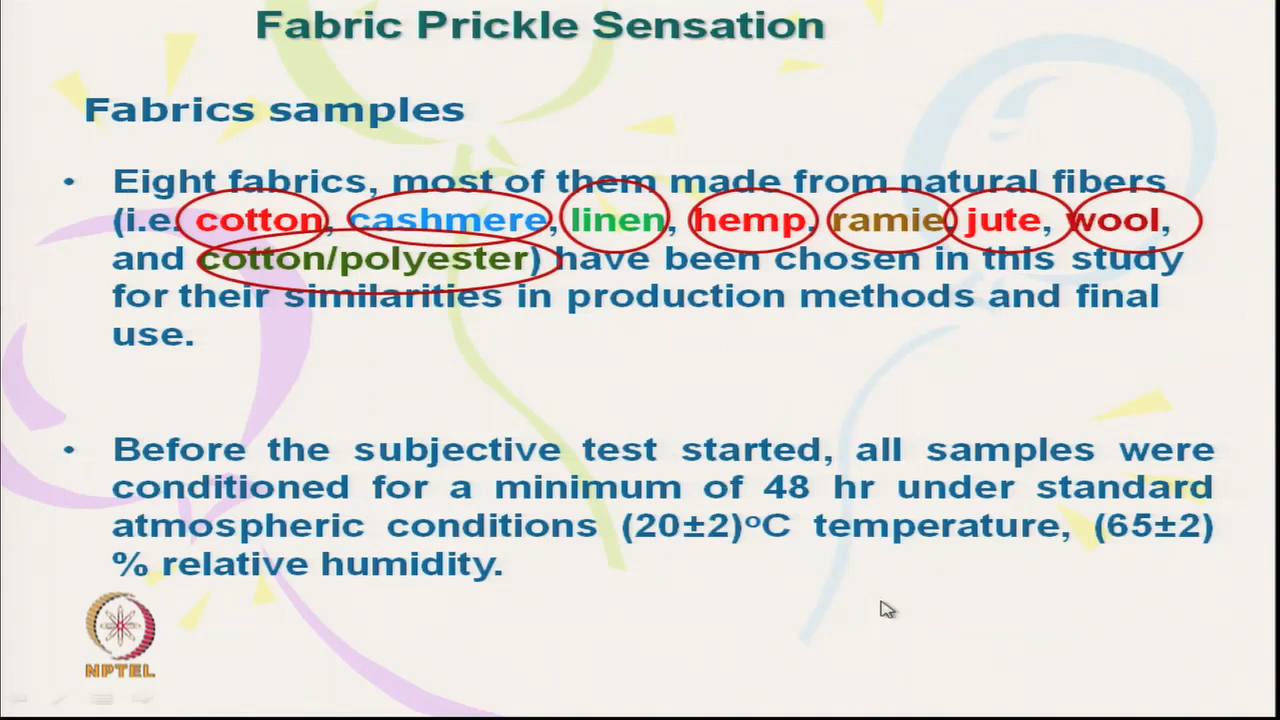 Fabric Prickle Sensation
Fabrics samples
• Eight fabrics, most of them made from natural fibers
(i.e. cotton, cashmere, linen, hemp, ramie, jute, wool,
and cotton/polyester) have been chosen in this study
for their similarities in production methods and final
use.
• Before the subjective test started, all samples were
conditioned for a minimum of 48 hr under standard
atmospheric conditions (20±2)ºC temperature, (65±2)
% relative humidity.
NPTEL